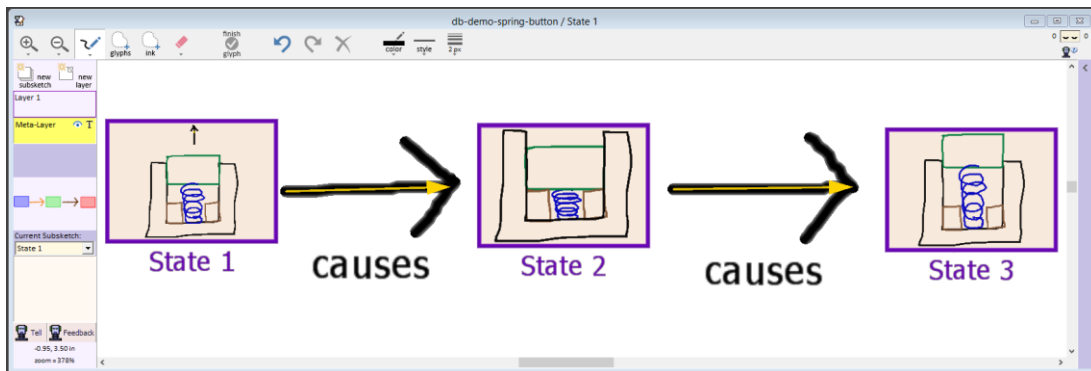 db-demo-spring-button / State 1
glyphs
ink
finish
glyph
color
style
2 px
new
subsketch
new
layer
Layer 1
Meta-Layer
T
Current Subsketch:
State 1
Tell
Feedback
-0.95, 3.50 in
zoom = 378%
State 1
causes
State 2
causes
State 3